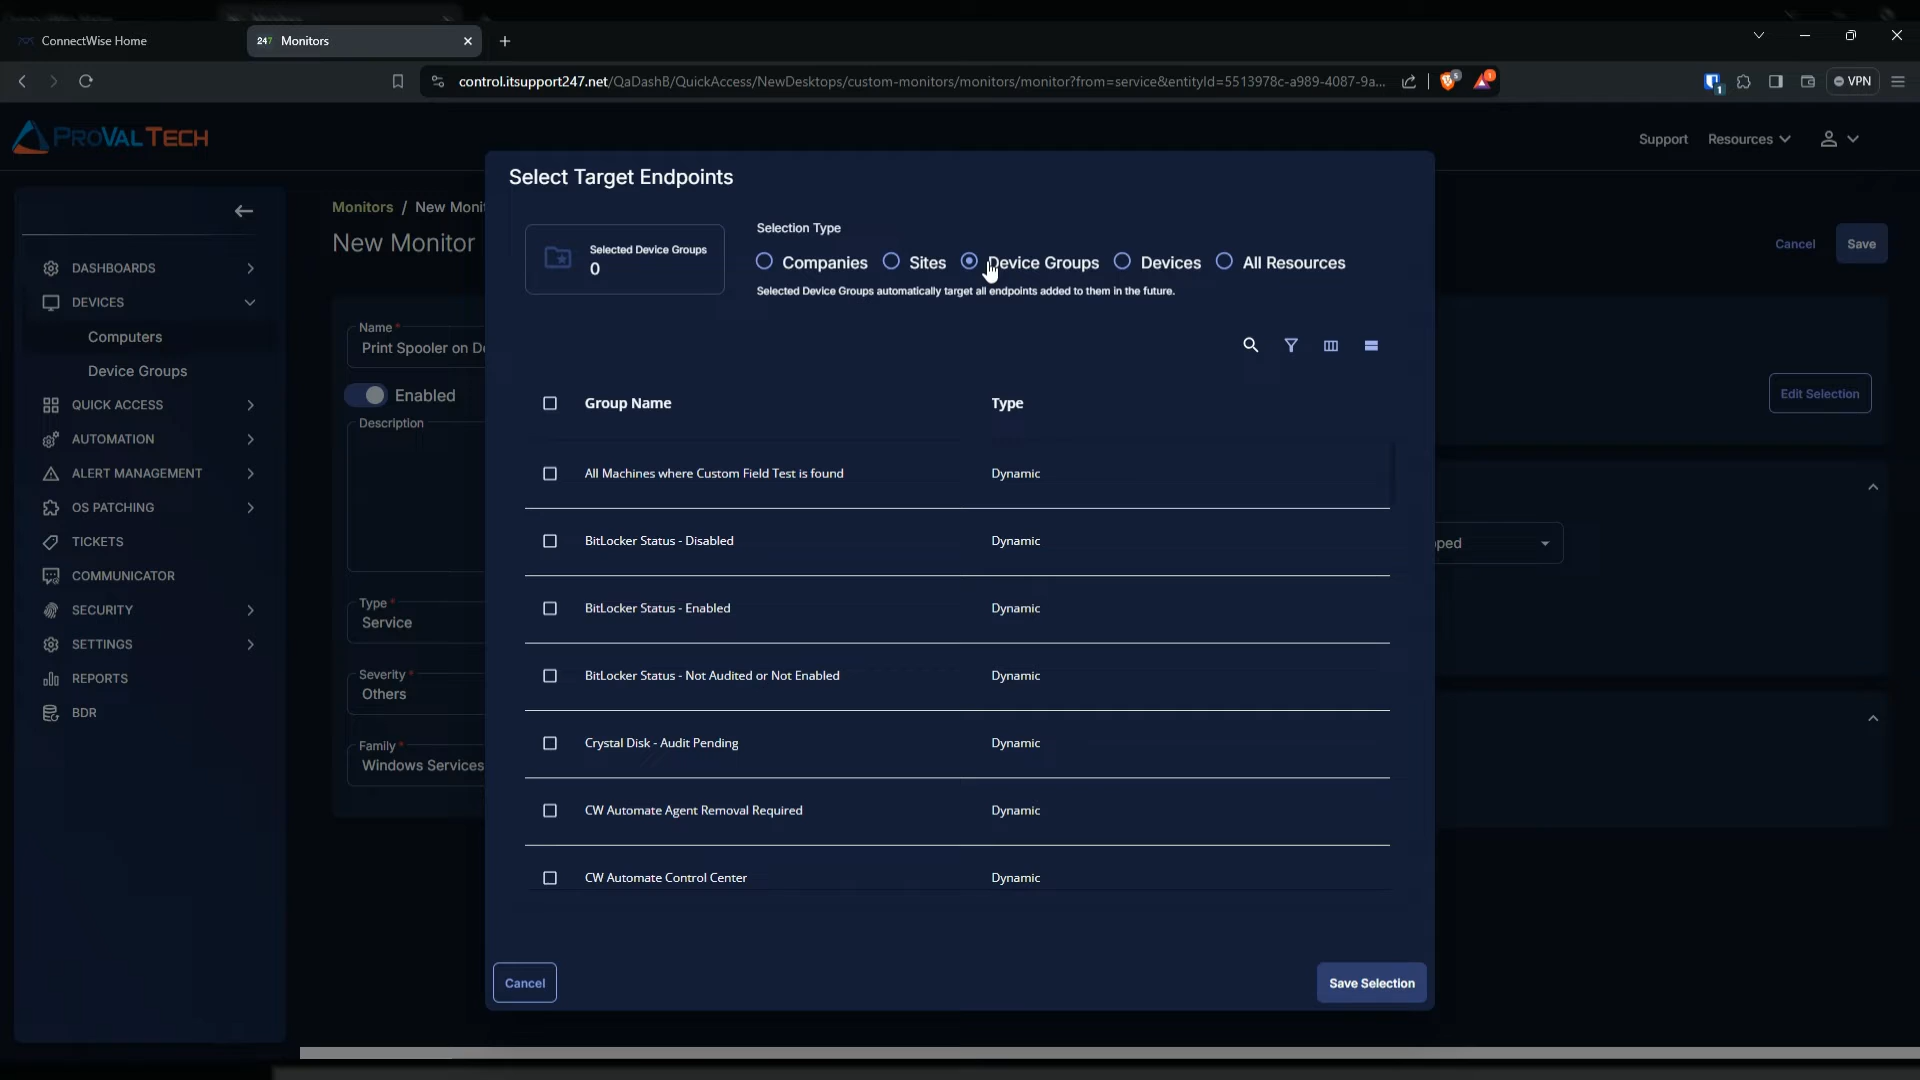 ConnectWise Home
247 Monitors
control.itsupport247.net/QaDashB/QuickAccess/NewDesktops/custom-monitors/monitors/monitor?from=service&entityId=5513978c-a989-4087-9a...
5
1
1
VPN
PROVALTECH
Support
Resources
Monitors / New Moni
New Monitor
Cancel
Save
DASHBOARDS
DEVICES
Computers
Device Groups
QUICK ACCESS
AUTOMATION
ALERT MANAGEMENT
OS PATCHING
TICKETS
COMMUNICATOR
SECURITY
SETTINGS
REPORTS
BDR
Name *
Print Spooler on D
Enabled
Description
Type *
Service
Severity *
Others
Family *
Windows Services
Edit Selection
pped
Select Target Endpoints
Selected Device Groups
0
Selection Type
Companies
Sites
Device Groups
Devices
All Resources
Selected Device Groups automatically target all endpoints added to them in the future.
Group Name Type
All Machines where Custom Field Test is found Dynamic
BitLocker Status - Disabled Dynamic
BitLocker Status - Enabled Dynamic
BitLocker Status - Not Audited or Not Enabled Dynamic
Crystal Disk - Audit Pending Dynamic
CW Automate Agent Removal Required Dynamic
CW Automate Control Center Dynamic
Cancel
Save Selection